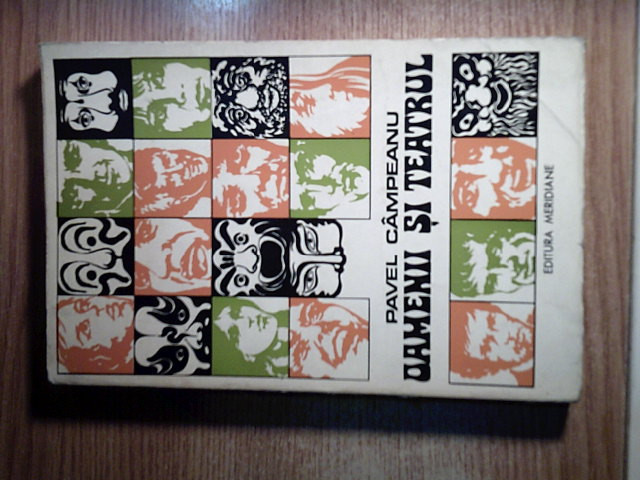 PAVEL CÂMPEANU
OAMENII ȘI TEATRUL
EDITURA MERIDIANE